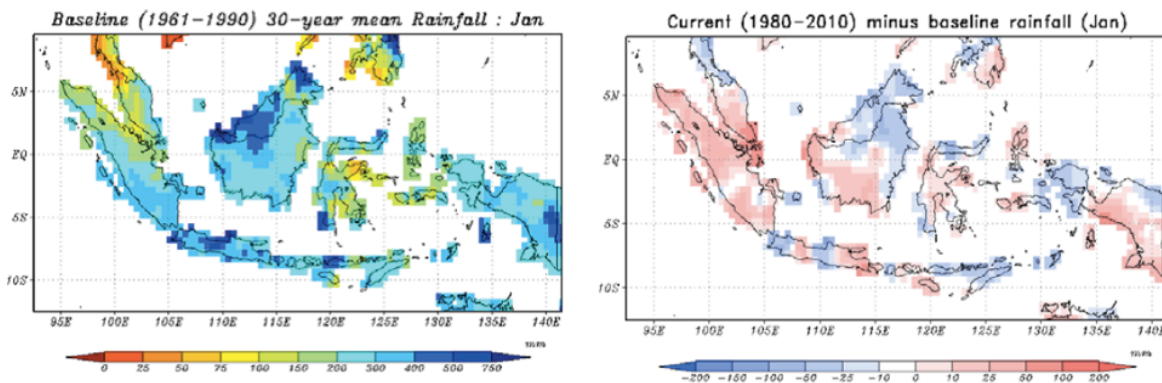 Baseline (1961-1990) 30-year mean Rainfall : Jan
5N
EQ
5S
10S
95E 100E 105E 110E 115E 120E 125E 130E 135E 140E
mm
0 25 50 75 100 150 200 300 400 500 750
Current (1980-2010) minus baseline rainfall (Jan)
5N
EQ
5S
10S
95E 100E 105E 110E 115E 120E 125E 130E 135E 140E
mm
-200 -150 -100 -50 -25 -10 0 10 25 50 100 200